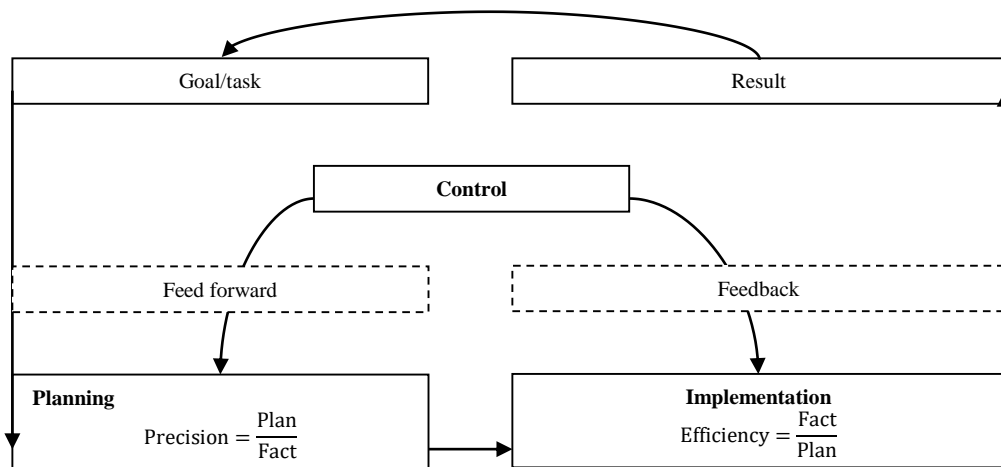 Goal/task
Result
Control
Feed forward
Feedback
Planning
Precision = Plan/Fact
Implementation
Efficiency = Fact/Plan